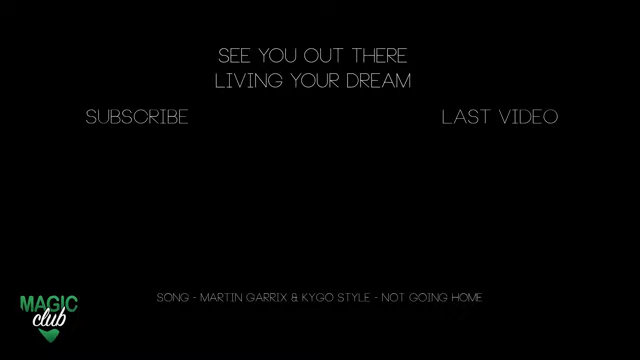 SEE YOU OUT THERE
LIVING YOUR DREAM
SUBSCRIBE
LAST VIDEO
SONG - MARTIN GARRIX & KYGO STYLE - NOT GOING HOME
MAGIC
club